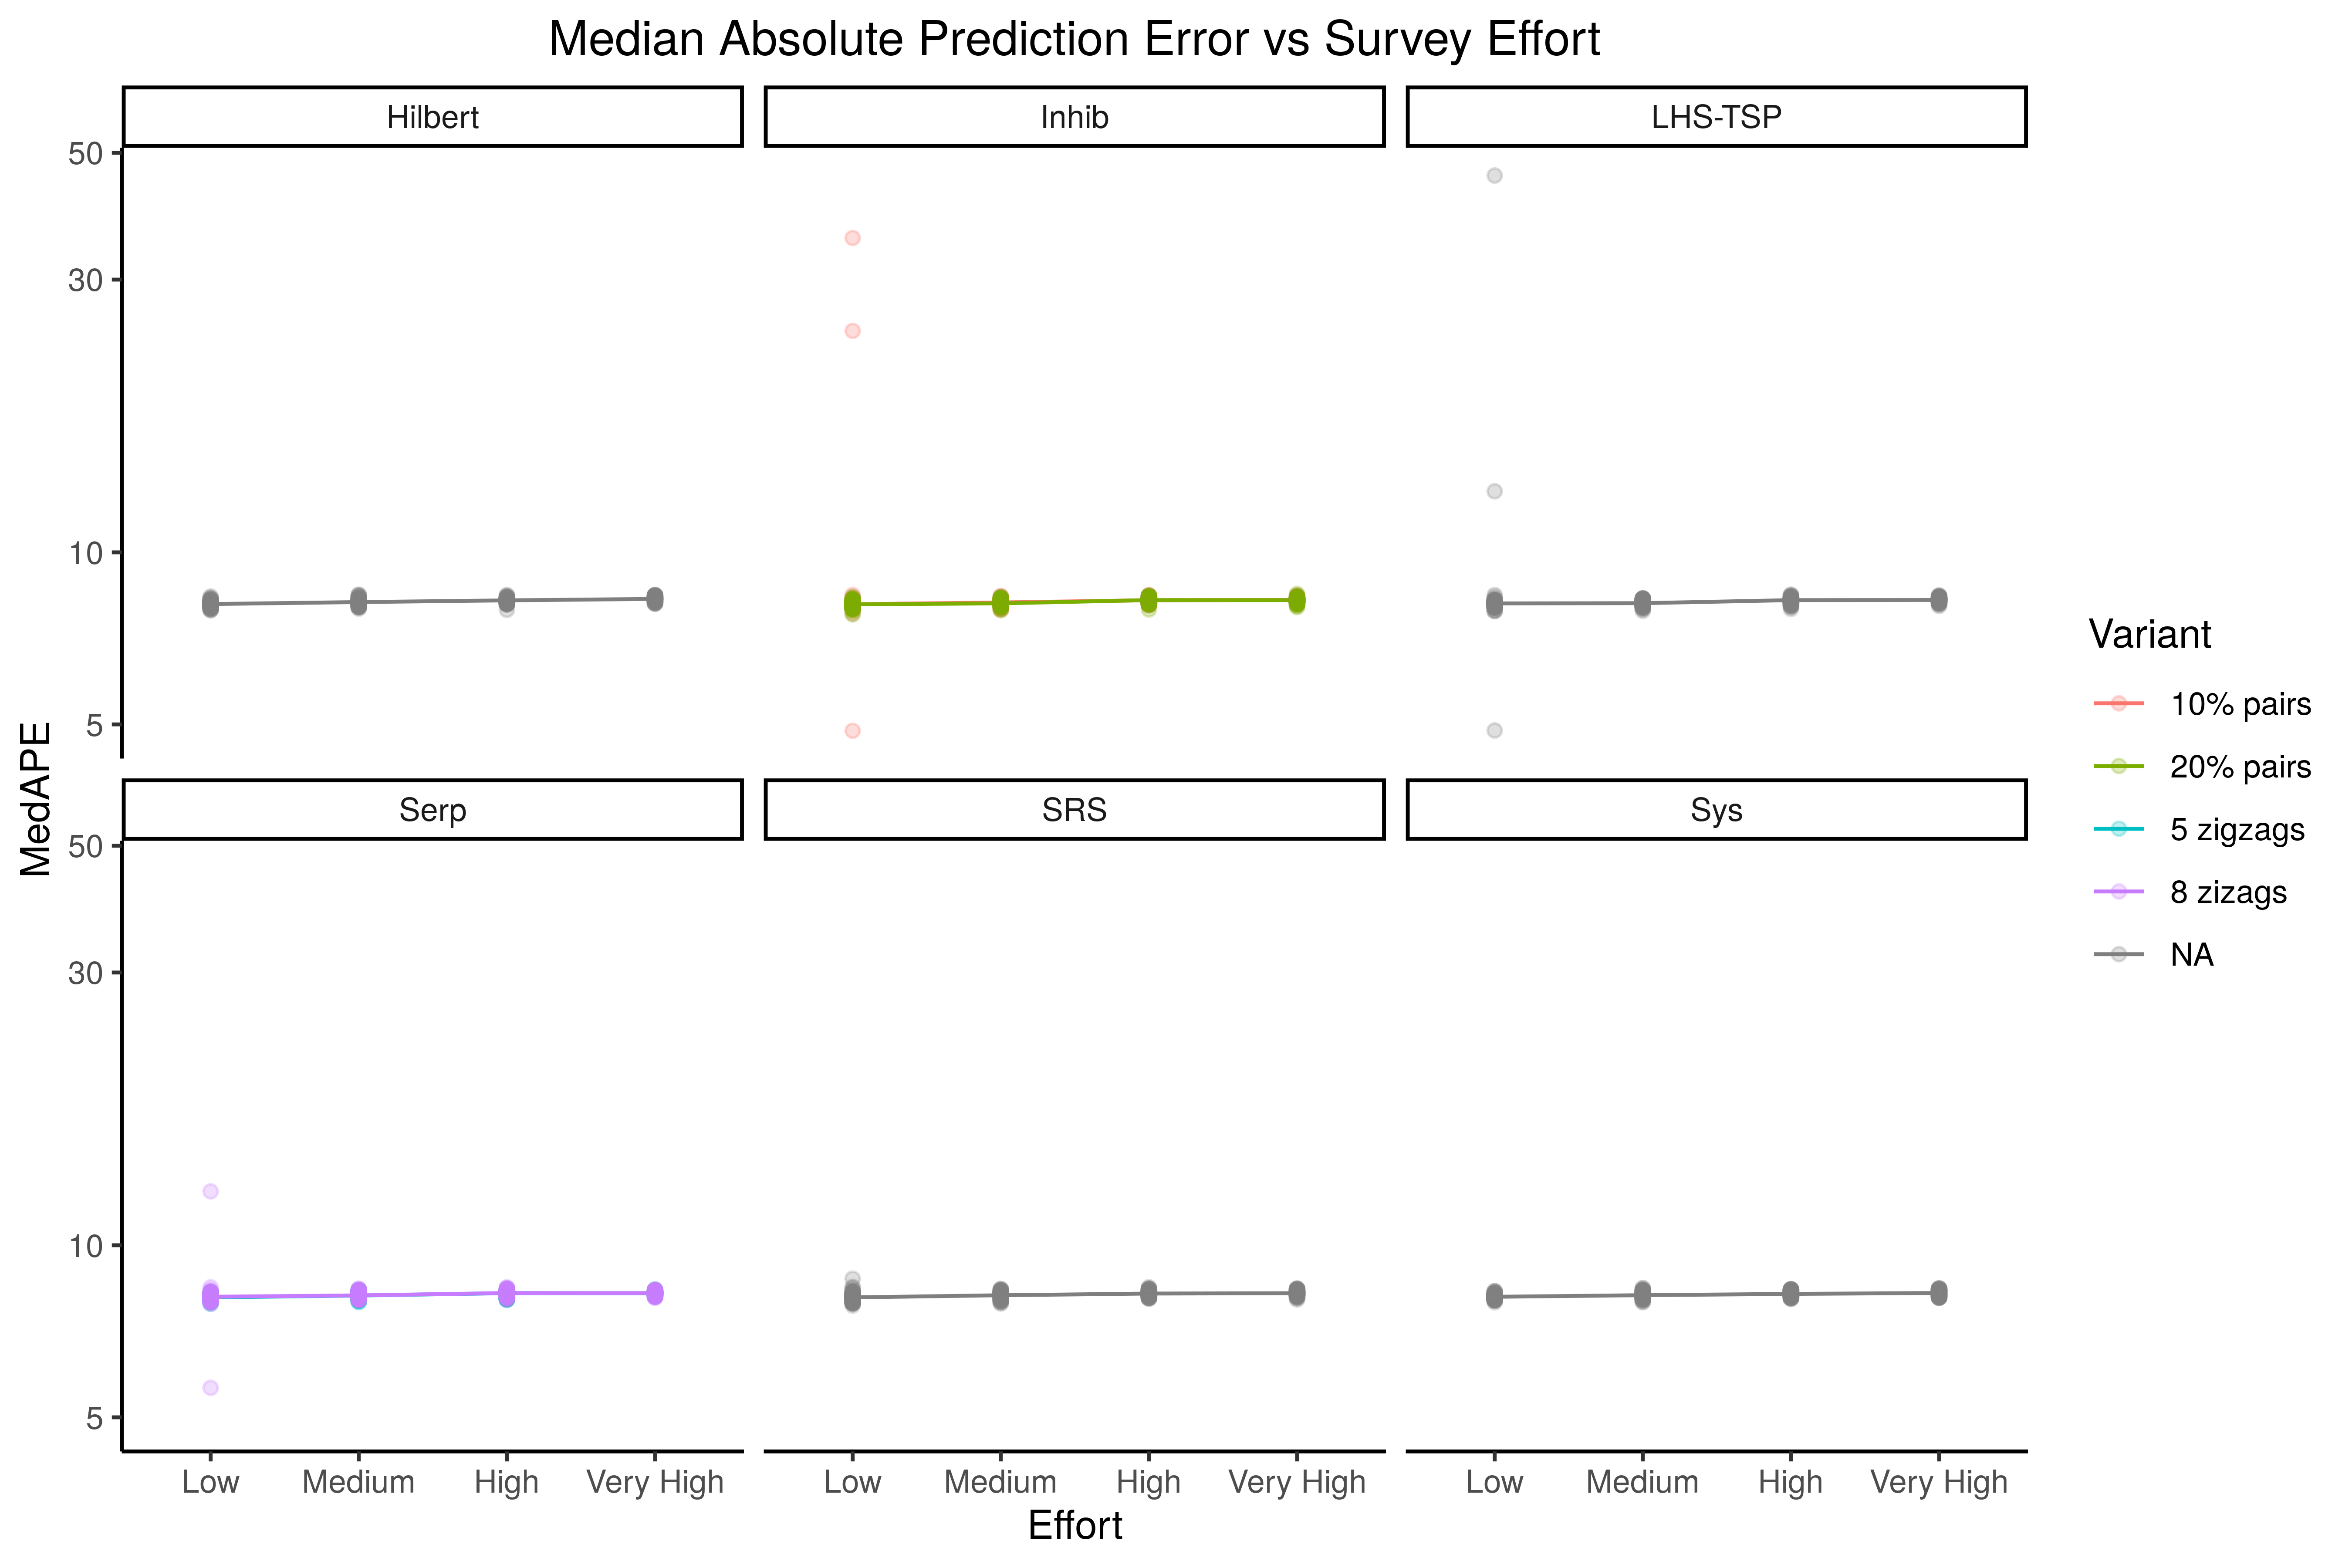 Median Absolute Prediction Error vs Survey Effort
Hilbert
Inhib
LHS-TSP
50
30
10
5
MedAPE
Serp
SRS
Sys
50
30
10
5
Low Medium High Very High
Low Medium High Very High
Low Medium High Very High
Effort
Variant
10% pairs
20% pairs
5 zigzags
8 zizags
NA